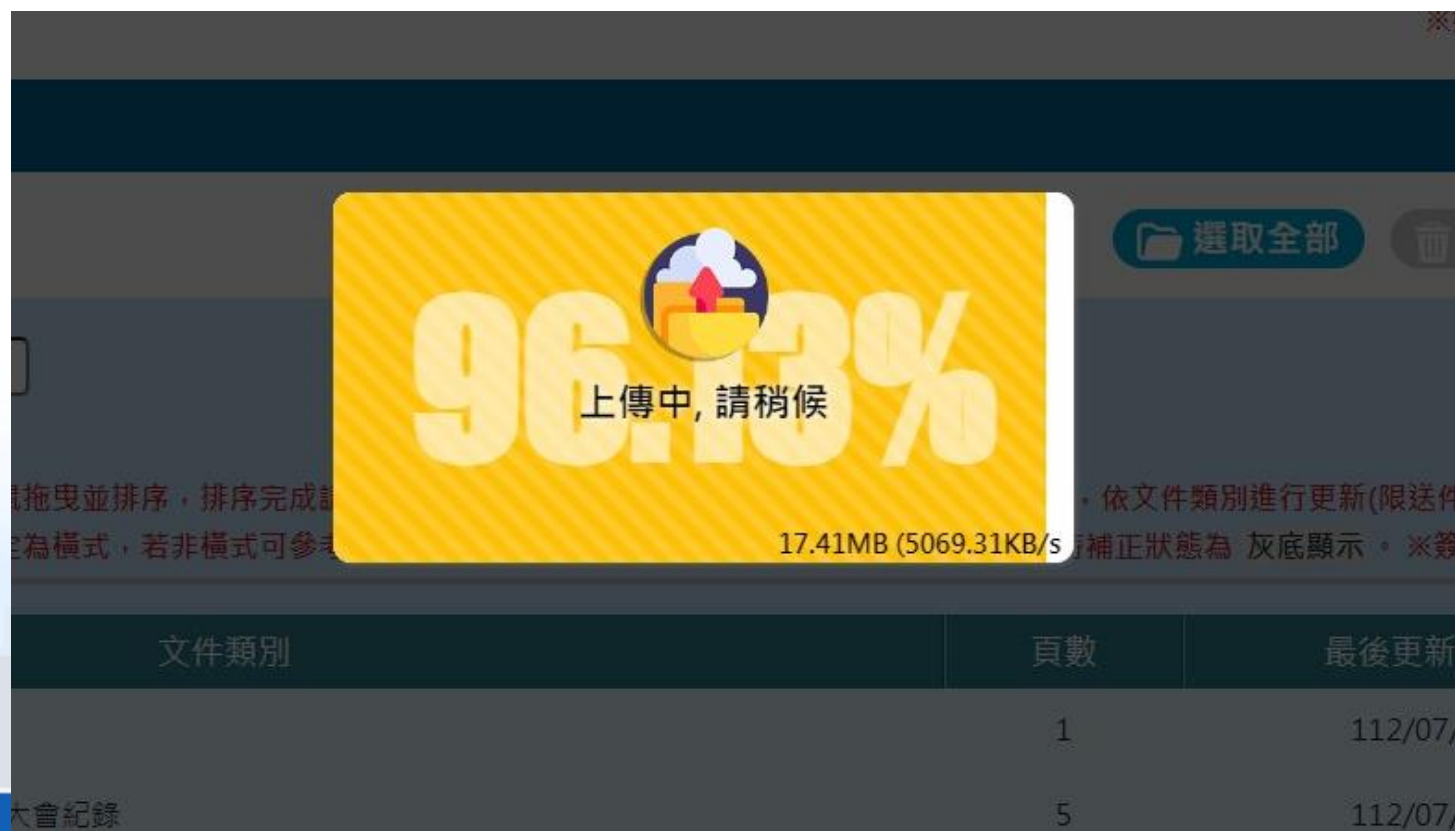 選取全部
96.13%
上傳中, 請稍候
17.41MB (5069.31KB/s
拖曳並排序，排序完成
，依文件類別進行更新(限送件
為橫式，若非橫式可參考
補正狀態為 灰底顯示 。 ※簽
文件類別 頁數 最後更新
1 112/07/
大會紀錄 5 112/07/